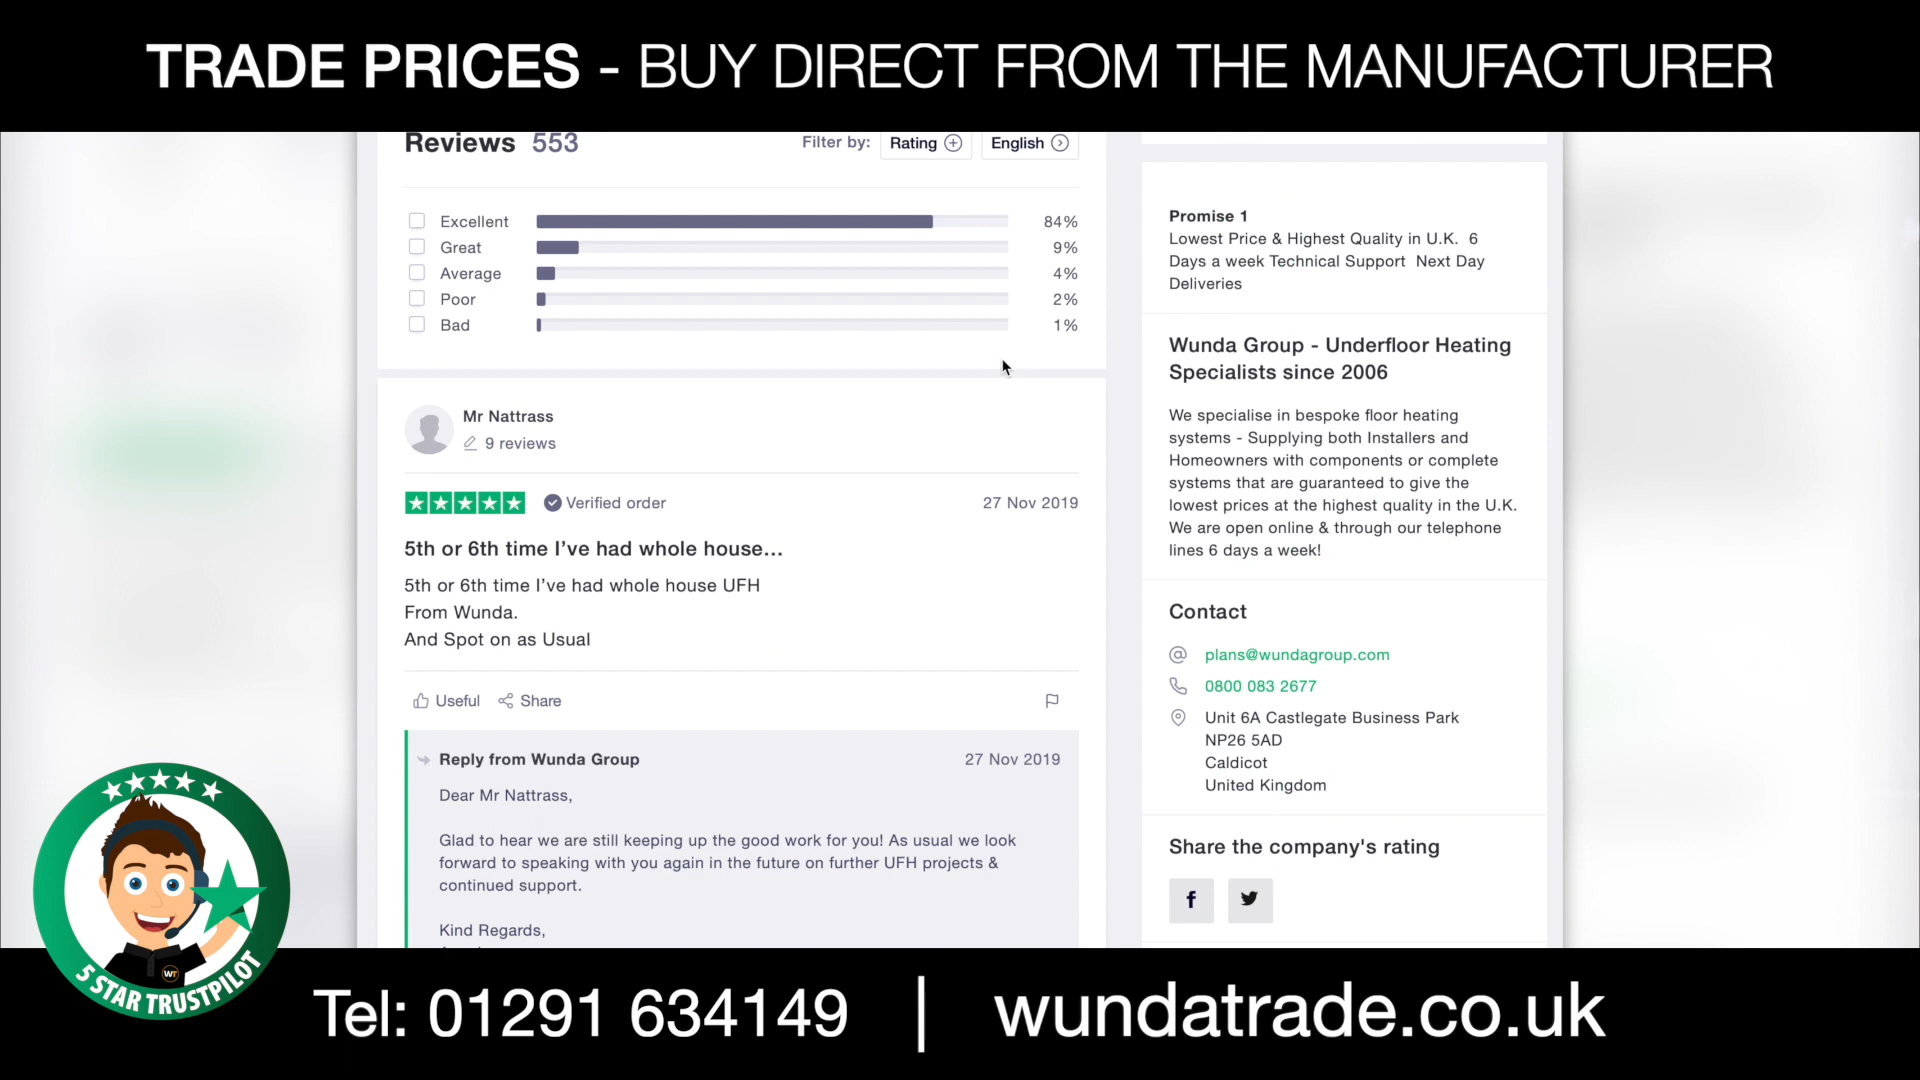 TRADE PRICES - BUY DIRECT FROM THE MANUFACTURER
Reviews 553
Filter by: Rating English
Excellent 84%
Great 9%
Average 4%
Poor 2%
Bad 1%
Mr Nattrass
9 reviews
Verified order 27 Nov 2019
5th or 6th time I’ve had whole house…
5th or 6th time I’ve had whole house UFH
From Wunda.
And Spot on as Usual
Useful Share
Reply from Wunda Group 27 Nov 2019
Dear Mr Nattrass,
Glad to hear we are still keeping up the good work for you! As usual we look
forward to speaking with you again in the future on further UFH projects &
continued support.
Kind Regards,
Promise 1
Lowest Price & Highest Quality in U.K. 6
Days a week Technical Support Next Day
Deliveries
Wunda Group - Underfloor Heating
Specialists since 2006
We specialise in bespoke floor heating
systems - Supplying both Installers and
Homeowners with components or complete
systems that are guaranteed to give the
lowest prices at the highest quality in the U.K.
We are open online & through our telephone
lines 6 days a week!
Contact
plans@wundagroup.com
0800 083 2677
Unit 6A Castlegate Business Park
NP26 5AD
Caldicot
United Kingdom
Share the company's rating
WT
5 STAR TRUSTPILOT
Tel: 01291 634149 | wundatrade.co.uk